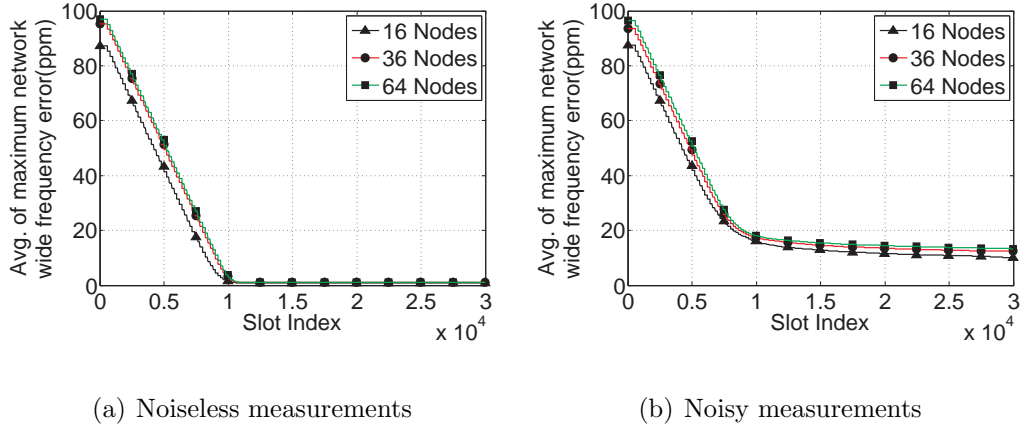 100
80
60
40
20
0
0 0.5 1 1.5 2 2.5 3
x 10^4
Slot Index
Avg. of maximum network
wide frequency error(ppm)
16 Nodes
36 Nodes
64 Nodes
(a) Noiseless measurements
100
80
60
40
20
0
0 0.5 1 1.5 2 2.5 3
x 10^4
Slot Index
Avg. of maximum network
wide frequency error(ppm)
16 Nodes
36 Nodes
64 Nodes
(b) Noisy measurements